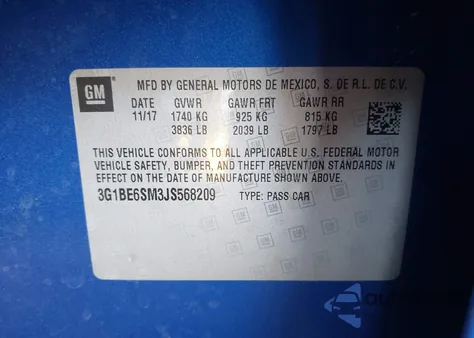 GM
MFD BY GENERAL MOTORS DE MEXICO, S. DE R.L. DE C.V.
DATE GVWR GAWR FRT GAWR RR
11/17 1740 KG 925 KG 815 KG
3836 LB 2039 LB 1797 LB
THIS VEHICLE CONFORMS TO ALL APPLICABLE U.S. FEDERAL MOTOR
VEHICLE SAFETY, BUMPER, AND THEFT PREVENTION STANDARDS IN
EFFECT ON THE DATE OF MANUFACTURE SHOWN ABOVE.
3G1BE6SM3JS568209 TYPE: PASS CAR